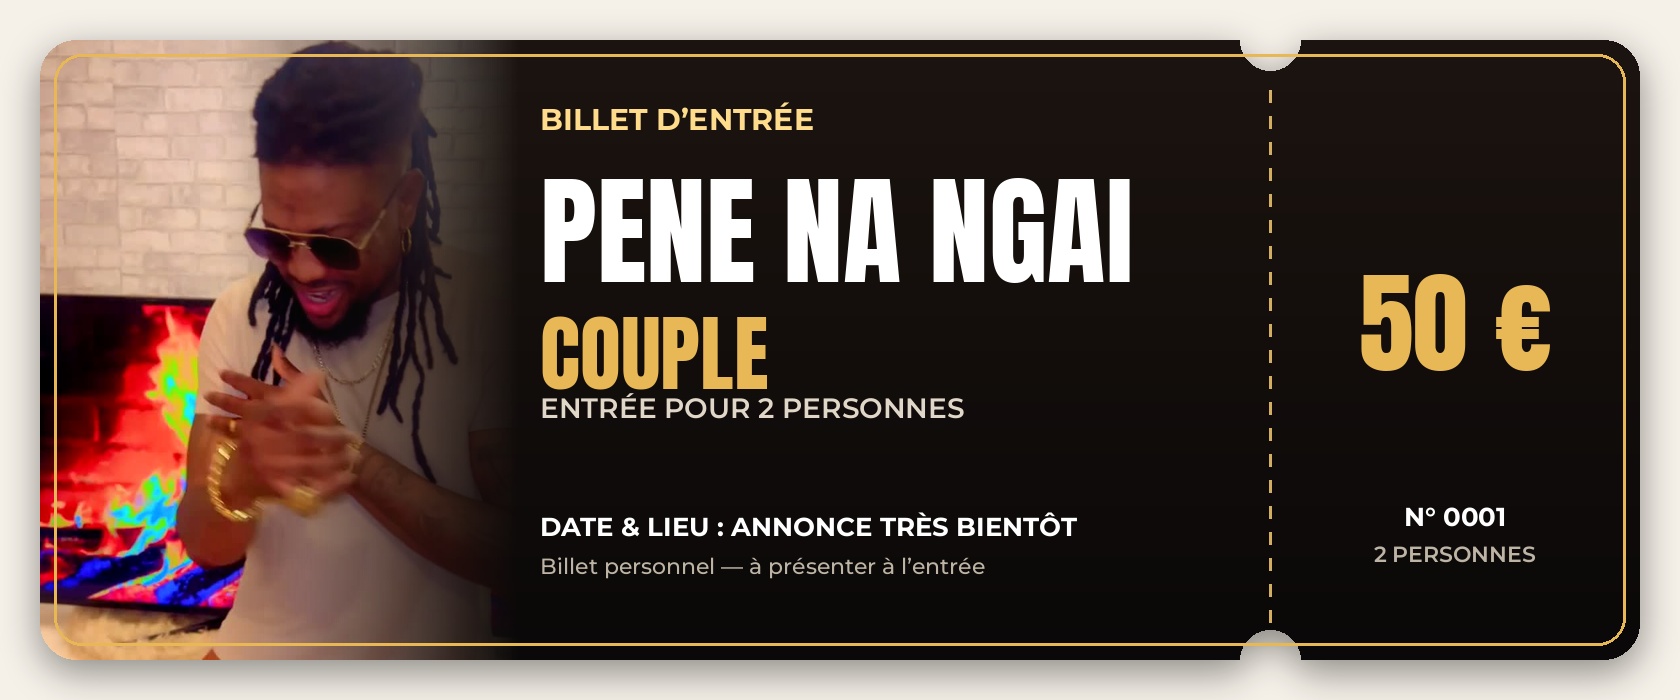 BILLET D’ENTRÉE
PENE NA NGAI
COUPLE
ENTRÉE POUR 2 PERSONNES
DATE & LIEU : ANNONCE TRÈS BIENTÔT
Billet personnel — à présenter à l’entrée
50 €
N° 0001
2 PERSONNES